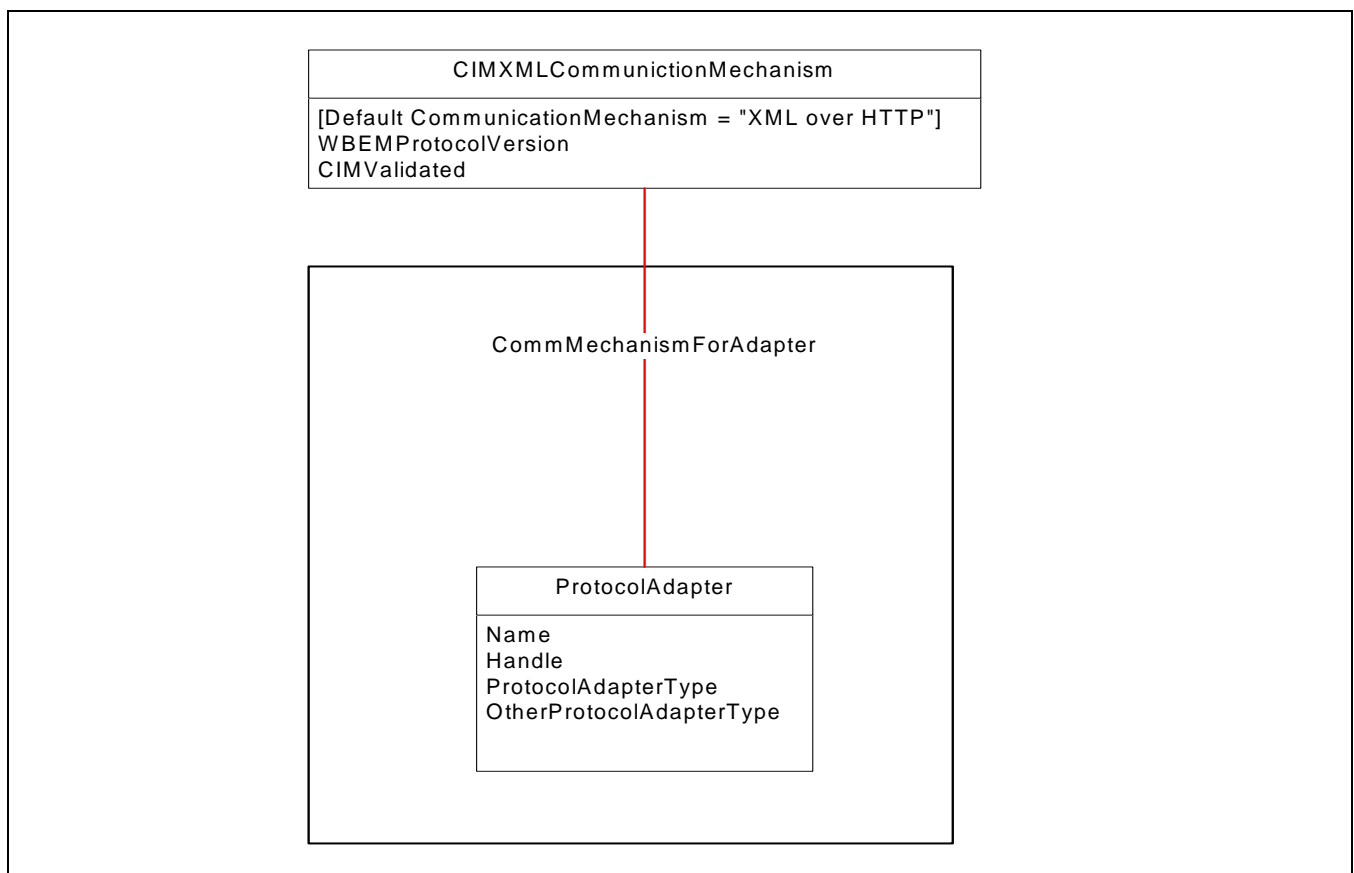 CIMXMLCommunictionMechanism
[Default CommunicationMechanism = "XML over HTTP"]
WBEMProtocolVersion
CIMValidated
CommMechanismForAdapter
ProtocolAdapter
Name
Handle
ProtocolAdapterType
OtherProtocolAdapterType